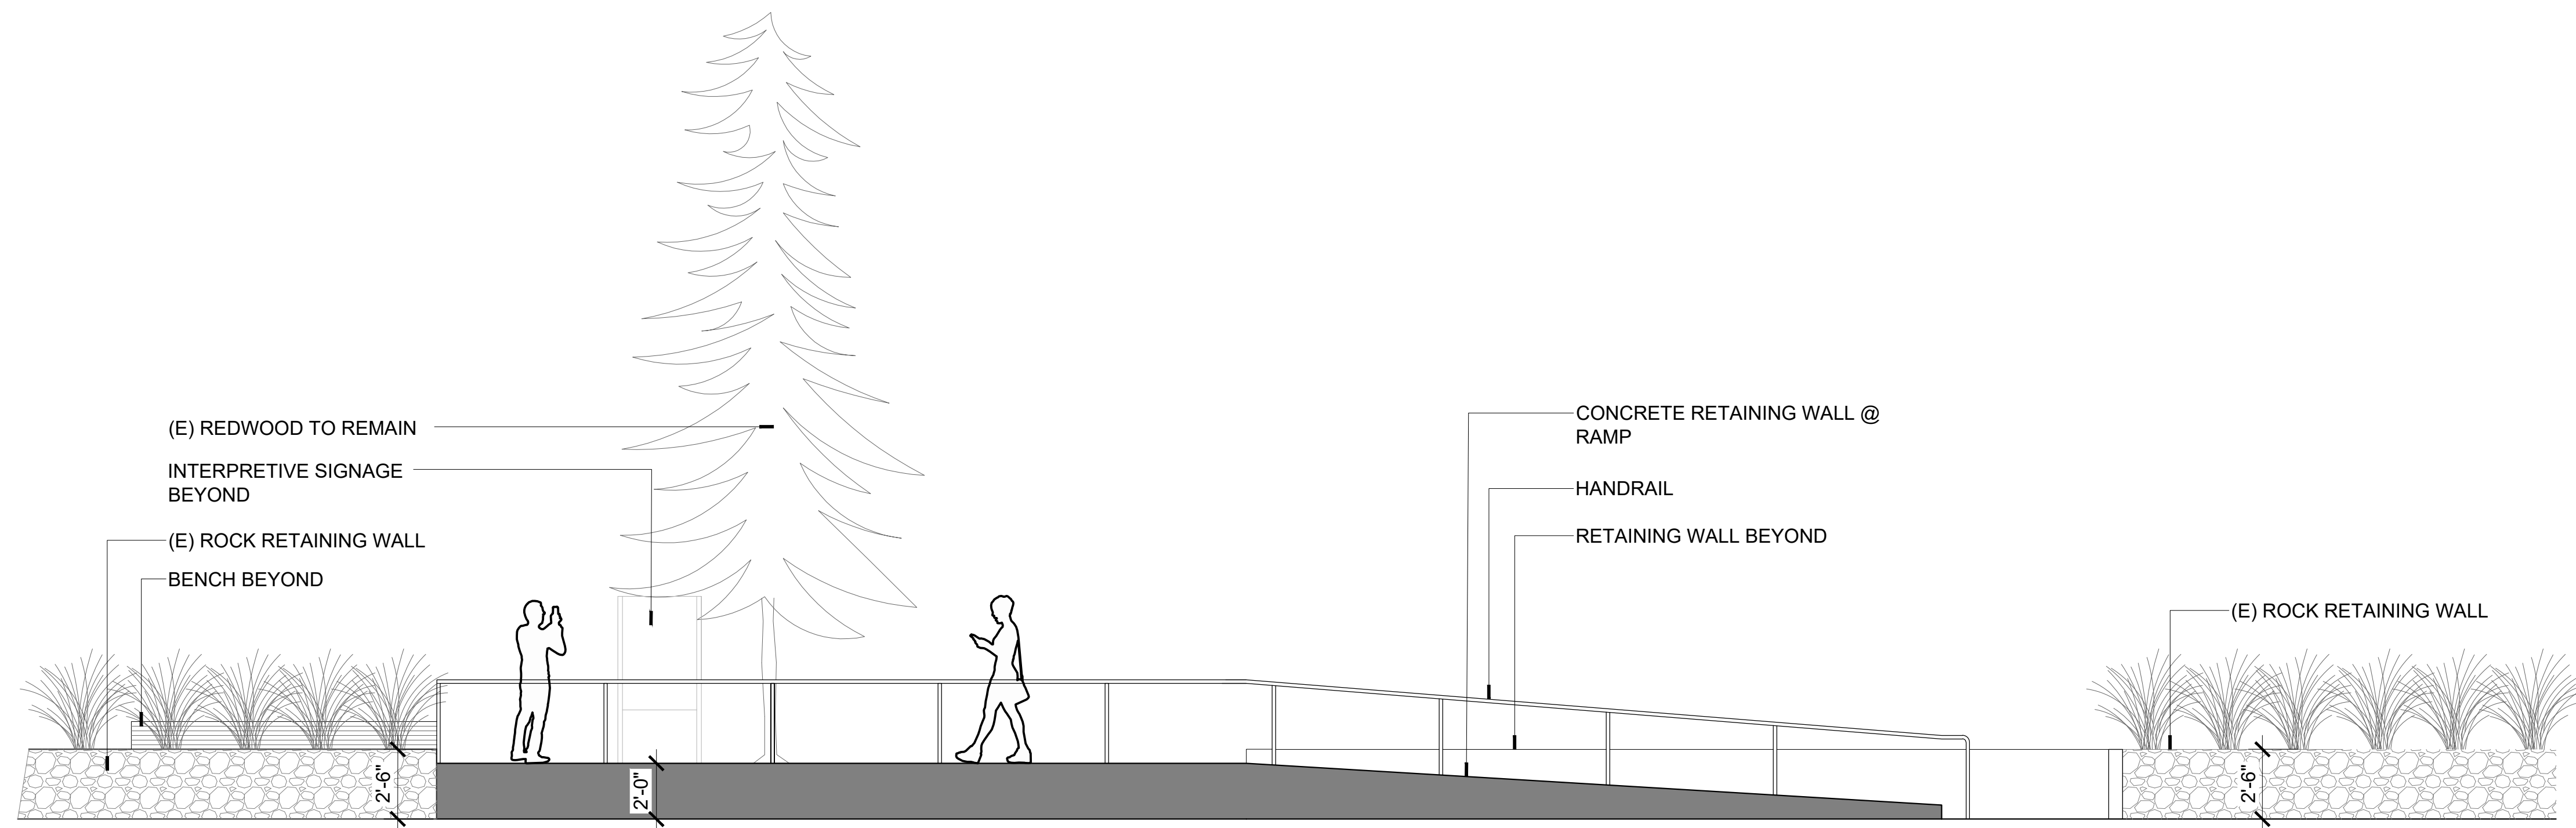 (E) REDWOOD TO REMAIN
INTERPRETIVE SIGNAGE
BEYOND
(E) ROCK RETAINING WALL
BENCH BEYOND
CONCRETE RETAINING WALL @
RAMP
HANDRAIL
RETAINING WALL BEYOND
(E) ROCK RETAINING WALL
2'-6"
2'-0"
2'-6"